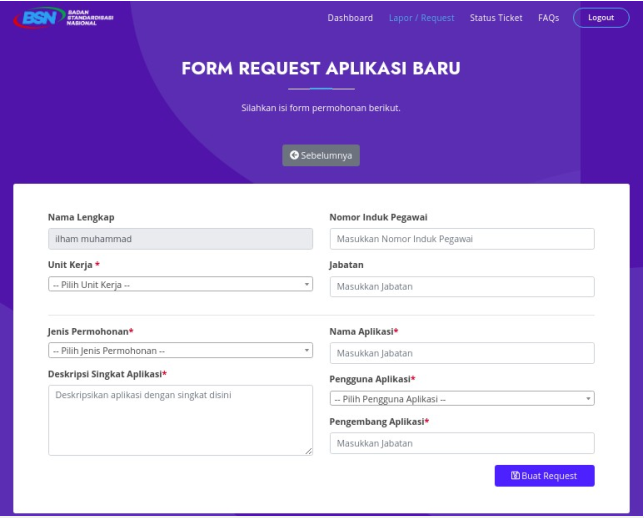 BSN BADAN
STANDARDISASI
NASIONAL
Dashboard Lapor / Request Status Ticket FAQs Logout
FORM REQUEST APLIKASI BARU
Silahkan isi form permohonan berikut.
Sebelumnya
Nama Lengkap
ilham muhammad
Nomor Induk Pegawai
Masukkan Nomor Induk Pegawai
Unit Kerja *
-- Pilih Unit Kerja --
Jabatan
Masukkan Jabatan
Jenis Permohonan*
-- Pilih Jenis Permohonan --
Nama Aplikasi*
Masukkan Jabatan
Deskripsi Singkat Aplikasi*
Deskripsikan aplikasi dengan singkat disini
Pengguna Aplikasi*
-- Pilih Pengguna Aplikasi --
Pengembang Aplikasi*
Masukkan Jabatan
Buat Request